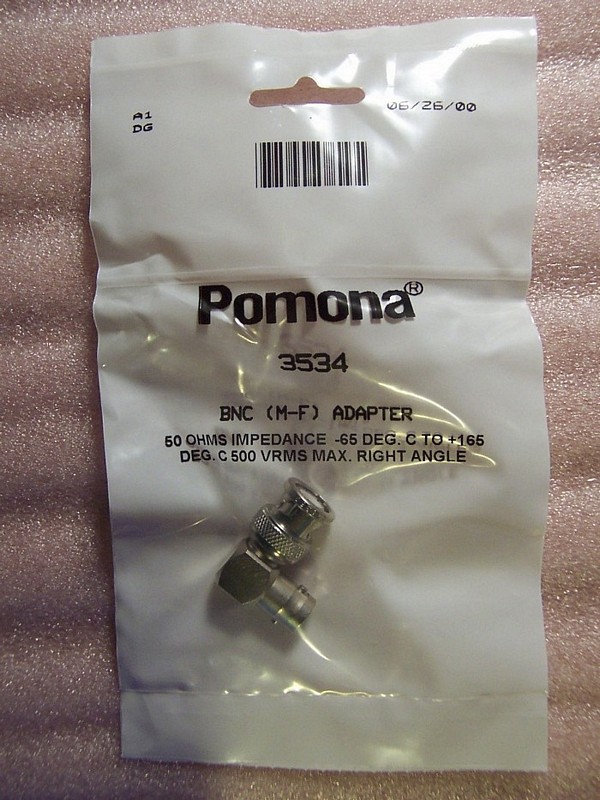 A1
DG
06/26/00
Pomona®
3534
BNC (M-F) ADAPTER
50 OHMS IMPEDANCE -65 DEG. C TO +165
DEG. C 500 VRMS MAX. RIGHT ANGLE